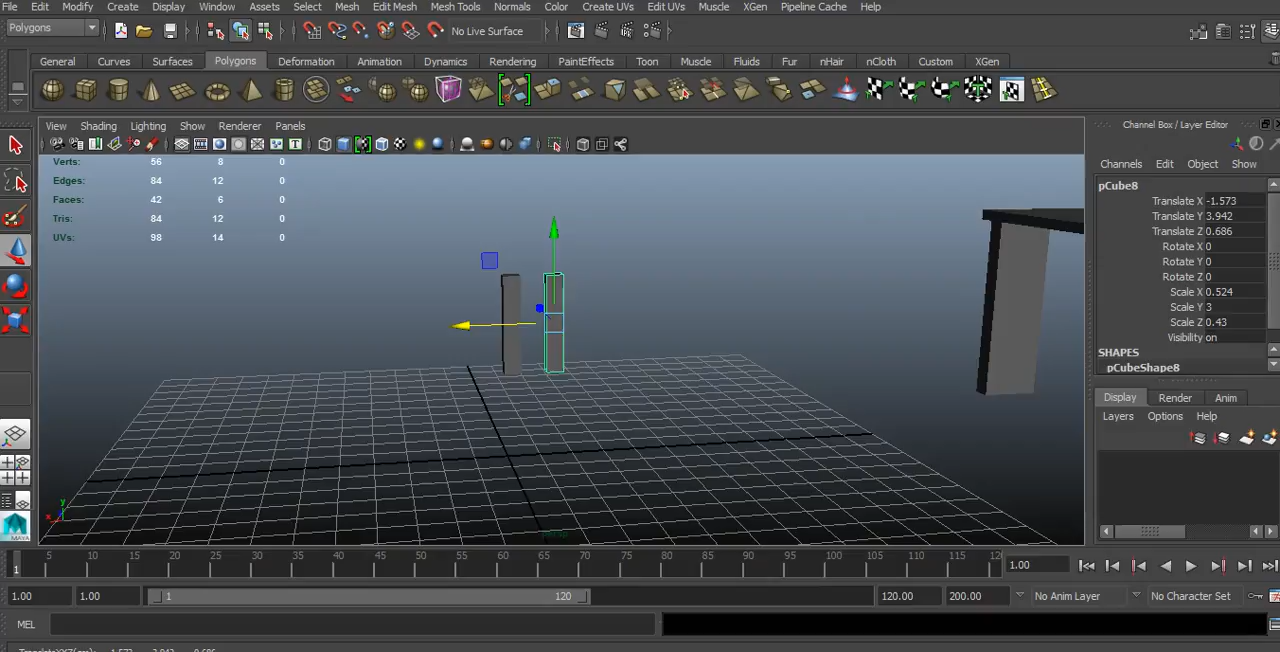 File Edit Modify Create Display Window Assets Select Mesh Edit Mesh Mesh Tools Normals Color Create UVs Edit UVs Muscle XGen Pipeline Cache Help
Polygons No Live Surface
General Curves Surfaces Polygons Deformation Animation Dynamics Rendering PaintEffects Toon Muscle Fluids Fur nHair nCloth Custom XGen
View Shading Lighting Show Renderer Panels
Channel Box / Layer Editor
Channels Edit Object Show
Verts: 56 8 0
Edges: 84 12 0
Faces: 42 6 0
Tris: 84 12 0
UVs: 98 14 0
pCube8
Translate X -1.573
Translate Y 3.942
Translate Z 0.686
Rotate X 0
Rotate Y 0
Rotate Z 0
Scale X 0.524
Scale Y 3
Scale Z 0.43
Visibility on
SHAPES
pCubeShape8
Display Render Anim
Layers Options Help
y
x
persp
MAYA
1 5 10 15 20 25 30 35 40 45 50 55 60 65 70 75 80 85 90 95 100 105 110 115 1.00
1.00 1.00 1 120 120.00 200.00 No Anim Layer No Character Set
MEL